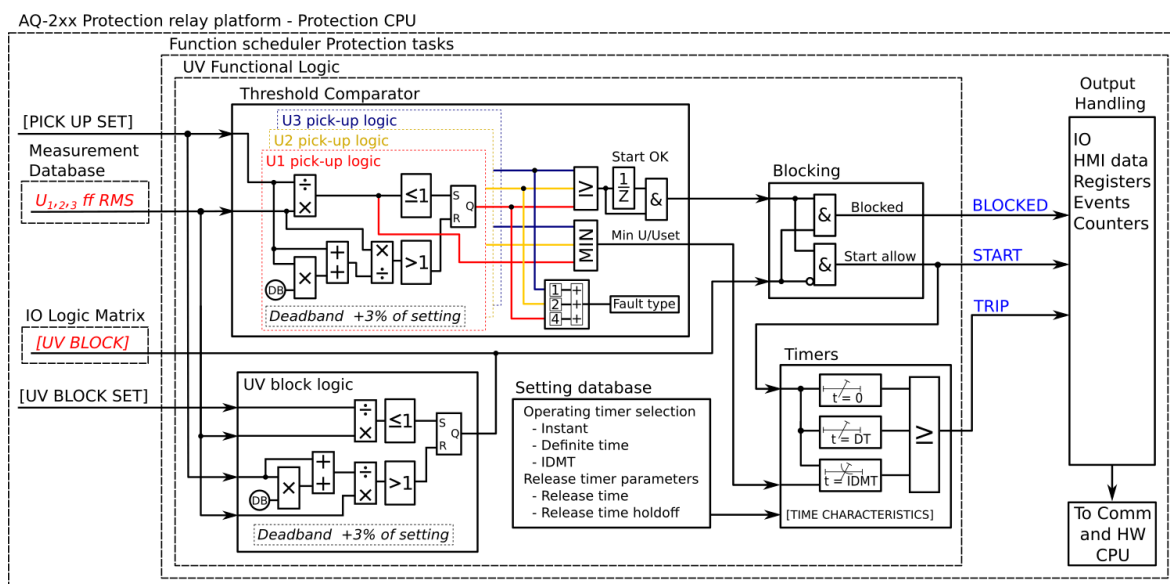 AQ-2xx Protection relay platform - Protection CPU
Function scheduler Protection tasks
UV Functional Logic
Threshold Comparator
[PICK UP SET]
Measurement
Database
U1,2,3 ff RMS
U3 pick-up logic
U2 pick-up logic
U1 pick-up logic
÷
×
≤1
S
R
Q
DB
×
+
+
×
÷
>1
Deadband +3% of setting
≥
Start OK
1
Z
&
MIN
Min U/Uset
1 +
2 +
4 +
Fault type
Blocking
&
Blocked
&
Start allow
BLOCKED
START
TRIP
Output
Handling
IO
HMI data
Registers
Events
Counters
To Comm
and HW
CPU
IO Logic Matrix
[UV BLOCK]
[UV BLOCK SET]
UV block logic
÷
×
≤1
S
R
Q
DB
×
+
+
÷
×
>1
Deadband +3% of setting
Setting database
Operating timer selection
- Instant
- Definite time
- IDMT
Release timer parameters
- Release time
- Release time holdoff
Timers
t = 0
t = DT
t = IDMT
≥
[TIME CHARACTERISTICS]